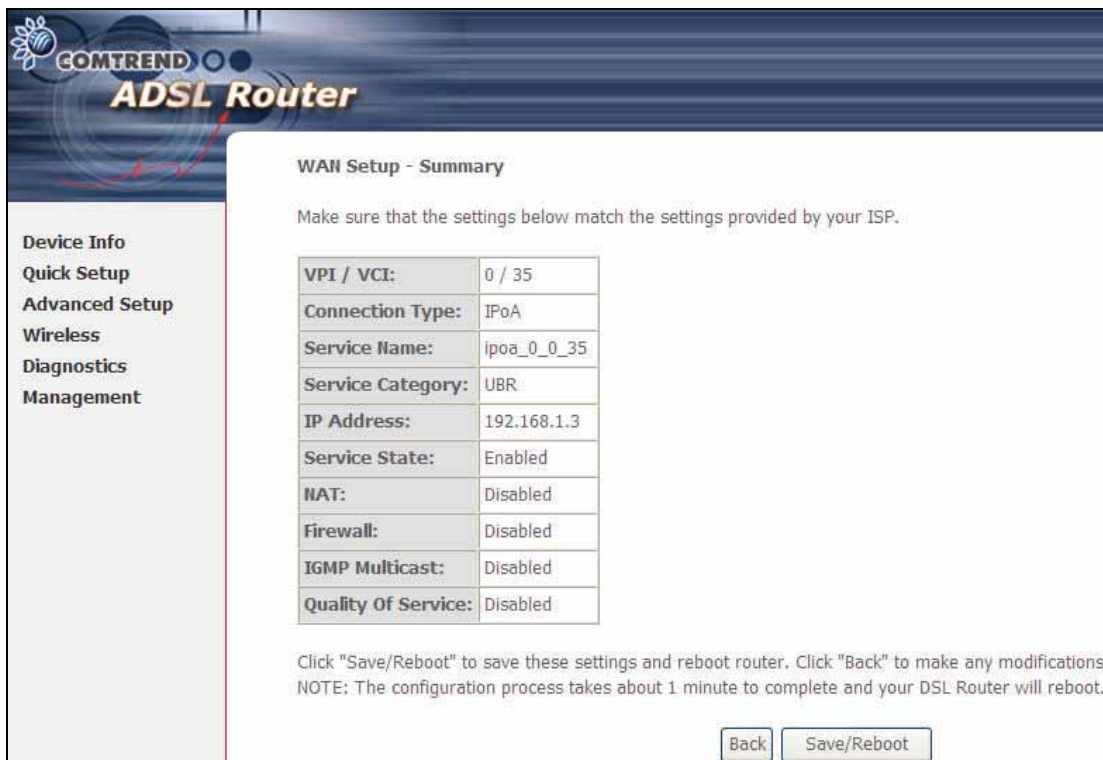 COMTREND
ADSL Router
Device Info
Quick Setup
Advanced Setup
Wireless
Diagnostics
Management
WAN Setup - Summary
Make sure that the settings below match the settings provided by your ISP.
VPI / VCI: 0 / 35
Connection Type: IPoA
Service Name: ipoa_0_0_35
Service Category: UBR
IP Address: 192.168.1.3
Service State: Enabled
NAT: Disabled
Firewall: Disabled
IGMP Multicast: Disabled
Quality Of Service: Disabled
Click "Save/Reboot" to save these settings and reboot router. Click "Back" to make any modifications
NOTE: The configuration process takes about 1 minute to complete and your DSL Router will reboot.
Back Save/Reboot